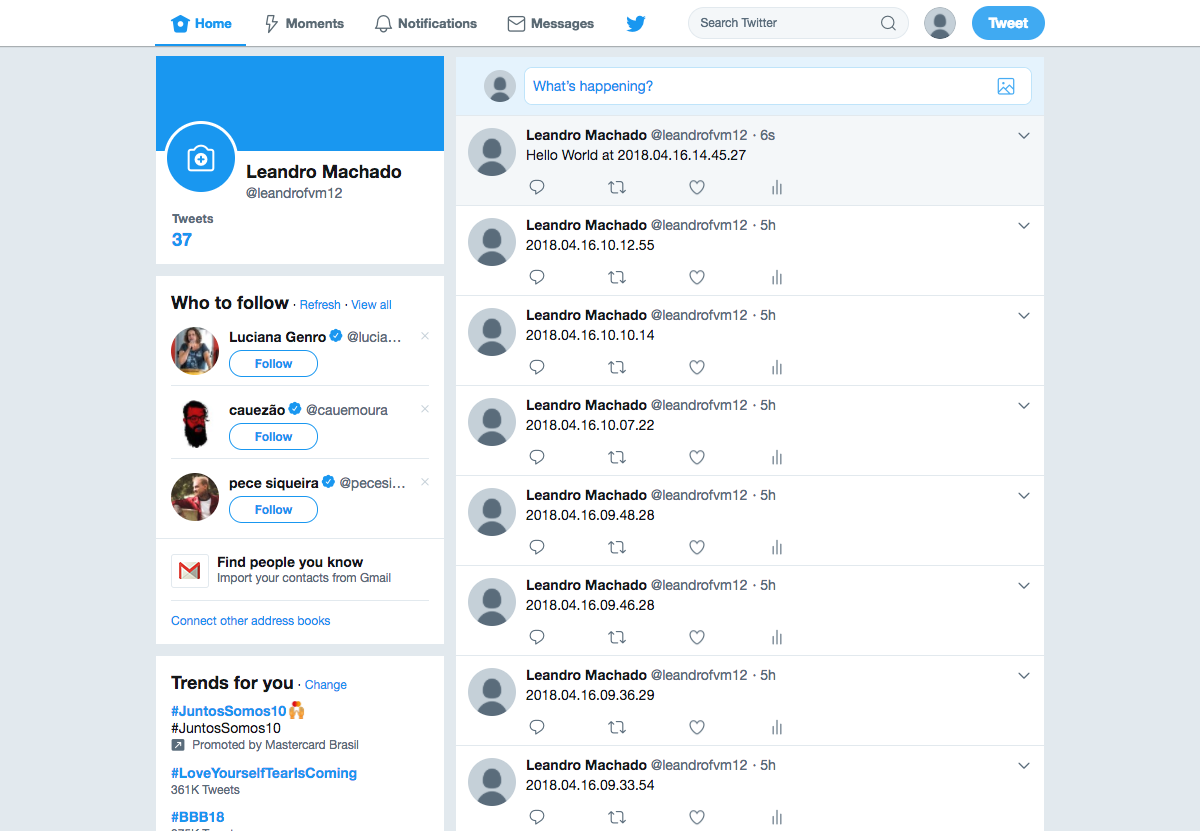 Home
Moments
Notifications
Messages
Search Twitter
Tweet
Leandro Machado
@leandrofvm12
Tweets
37
Who to follow · Refresh · View all
Luciana Genro @lucia...
Follow
cauezão @cauemoura
Follow
pece siqueira @pecesi...
Follow
Find people you know
Import your contacts from Gmail
Connect other address books
Trends for you · Change
#JuntosSomos10
#JuntosSomos10
Promoted by Mastercard Brasil
#LoveYourselfTearIsComing
361K Tweets
#BBB18
What's happening?
Leandro Machado @leandrofvm12 · 6s
Hello World at 2018.04.16.14.45.27
Leandro Machado @leandrofvm12 · 5h
2018.04.16.10.12.55
Leandro Machado @leandrofvm12 · 5h
2018.04.16.10.10.14
Leandro Machado @leandrofvm12 · 5h
2018.04.16.10.07.22
Leandro Machado @leandrofvm12 · 5h
2018.04.16.09.48.28
Leandro Machado @leandrofvm12 · 5h
2018.04.16.09.46.28
Leandro Machado @leandrofvm12 · 5h
2018.04.16.09.36.29
Leandro Machado @leandrofvm12 · 5h
2018.04.16.09.33.54